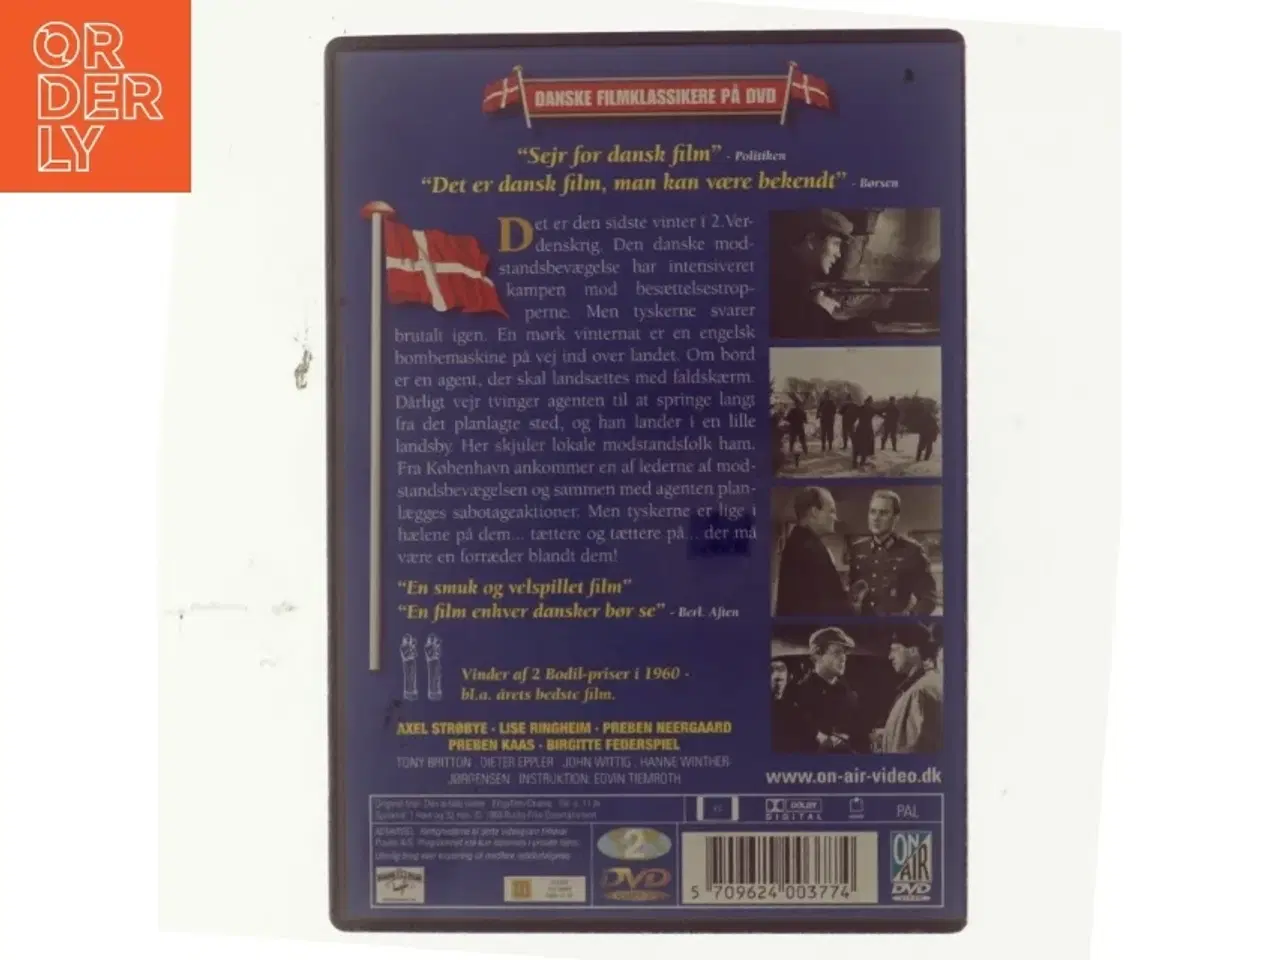 ORDERLY
DANSKE FILMKLASSIKERE PÅ DVD
"Sejr for dansk film" - Politiken
"Det er dansk film, man kan være bekendt" - Børsen
Det er den sidste vinter i 2.Ver-
denskrig. Den danske mod-
standsbevægelse har intensiveret
kampen mod besættelsestrop-
perne. Men tyskerne svarer
brutalt igen. En mørk vinternat er en engelsk
bombemaskine på vej ind over landet. Om bord
er en agent, der skal landsættes med faldskærm.
Dårligt vejr tvinger agenten til at springe langt
fra det planlagte sted, og han lander i en lille
landsby. Her skjuler lokale modstandsfolk ham.
Fra København ankommer en af lederne af mod-
standsbevægelsen og sammen med agenten plan-
lægges sabotageaktioner. Men tyskerne er lige i
hælene på dem... tættere og tættere på... der må
være en forræder blandt dem!
"En smuk og velspillet film"
"En film enhver dansker bør se" - Berl. Aften
Vinder af 2 Bodil-priser i 1960 -
bl.a. årets bedste film.
AXEL STRØBYE · LISE RINGHEIM · PREBEN NEERGAARD
PREBEN KAAS · BIRGITTE FEDERSPIEL
TONY BRITTON . DIETER EPPLER . JOHN WITTIG . HANNE WINTHER-
JØRGENSEN . INSTRUKTION: EDVIN TIEMROTH
www.on-air-video.dk
DOLBY
DIGITAL
PAL
2
DVD
5 709624 003774
ON AIR
DVD
VIDEO